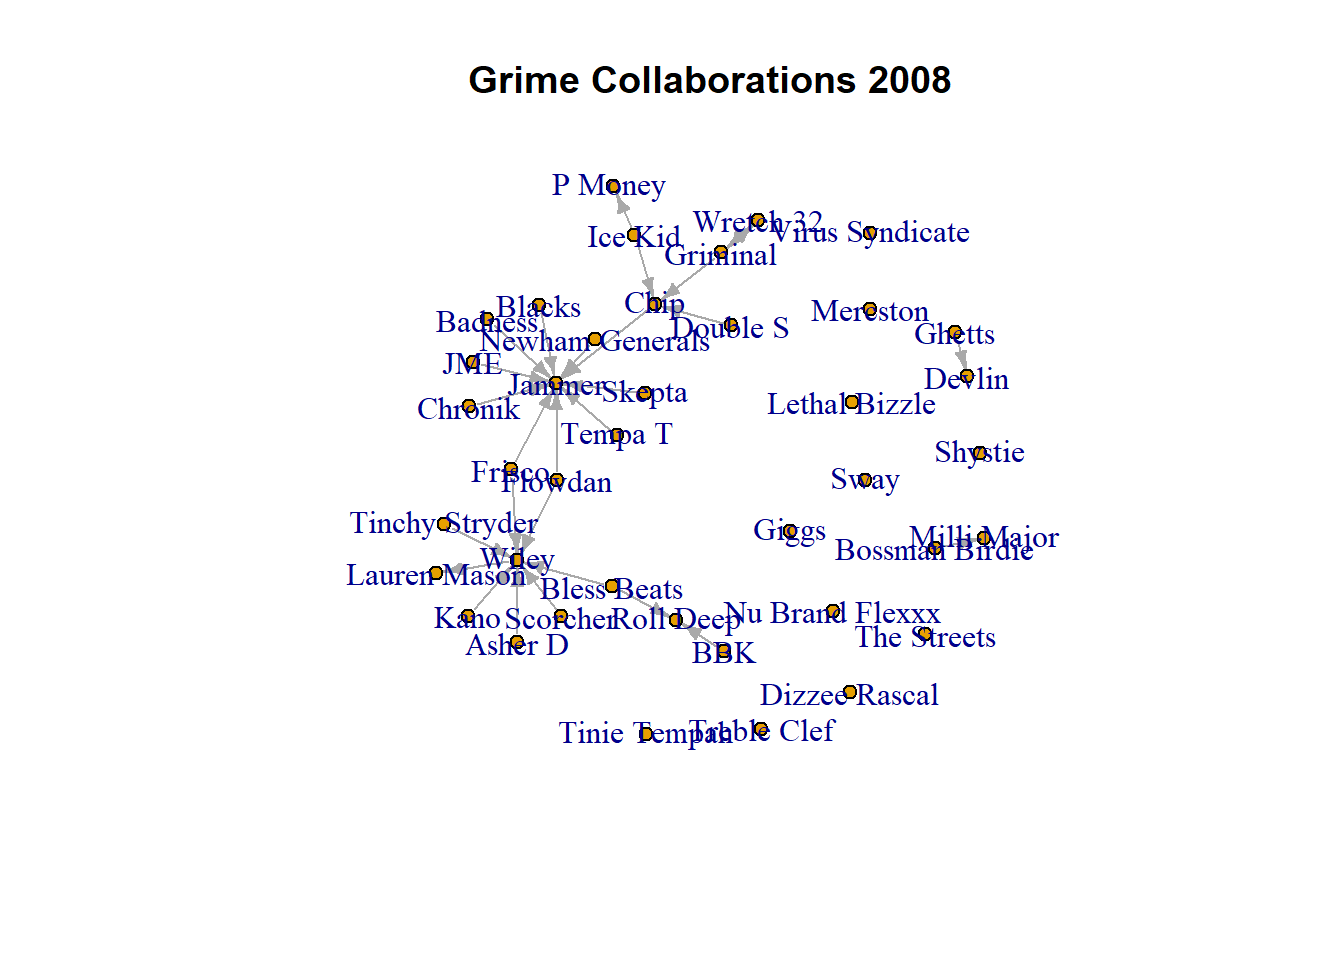 Grime Collaborations 2008
P Money
Wretch 32
Virus Syndicate
Ice Kid
Griminal
Chip
Blacks
Mereston
Badness
Double S
Ghetts
Newham Generals
JME
Jammer
Devlin
Skepta
Chronik
Lethal Bizzle
Tempa T
Shystie
Frisco
Flowdan
Sway
Tinchy Stryder
Giggs
Milli Major
Bossman Birdie
Wiley
Lauren Mason
Bless Beats
Nu Brand Flexxx
Kano
Scorcher
Roll Deep
The Streets
Asher D
BBK
Dizzee Rascal
Tinie Tempah
Treble Clef